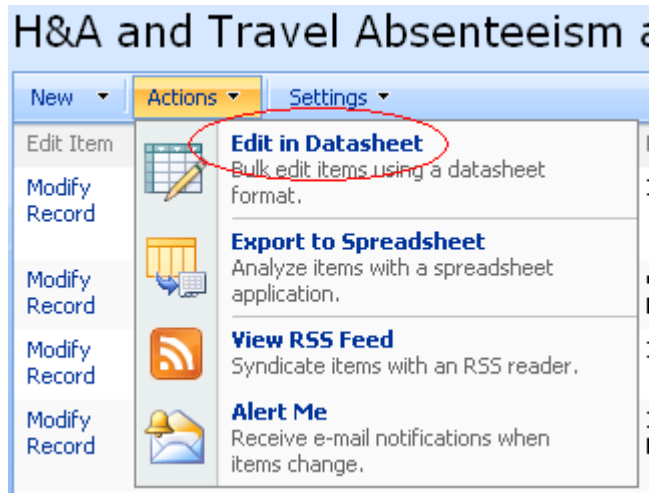 H&A and Travel Absenteeism
New Actions Settings
Edit Item
Edit in Datasheet
Bulk edit items using a datasheet
format.
Modify
Record
Export to Spreadsheet
Analyze items with a spreadsheet
application.
Modify
Record
View RSS Feed
Syndicate items with an RSS reader.
Modify
Record
Alert Me
Receive e-mail notifications when
items change.
Modify
Record